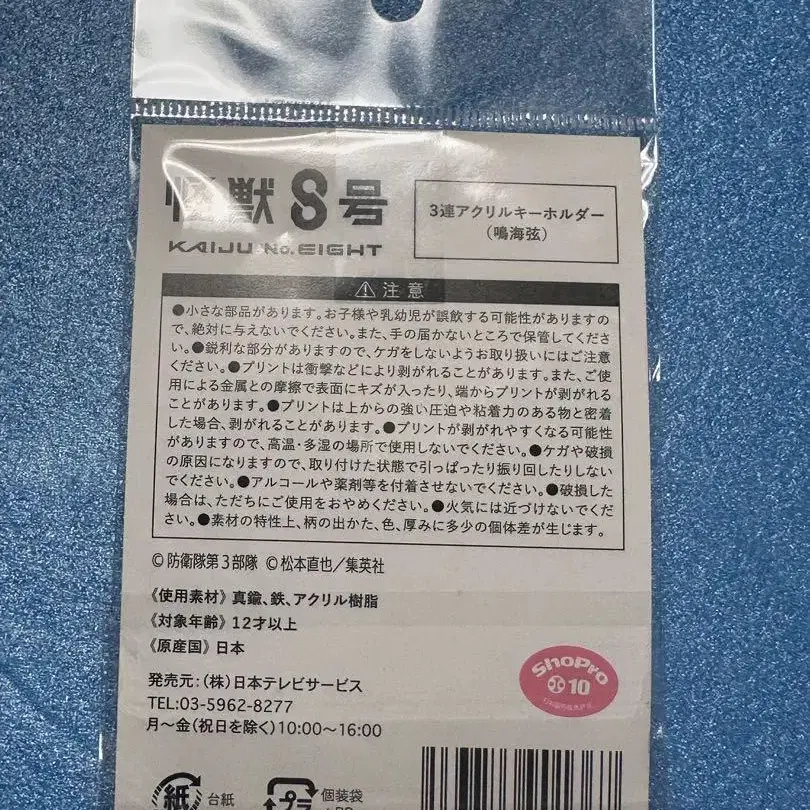 怪獣8号
KAIJU No.EIGHT
3連アクリルキーホルダー
(鳴海弦)
⚠注意
●小さな部品があります。お子様や乳幼児が誤飲する可能性がありますの
で、絶対に与えないでください。また、手の届かないところで保管してくださ
い。●鋭利な部分がありますので、ケガをしないようお取り扱いにはご注意
ください。●プリントは衝撃などにより剥がれることがあります。また、ご使
用による金属との摩擦で表面にキズが入ったり、端からプリントが剥がれる
ことがあります。●プリントは上からの強い圧迫や粘着力のある物と密着
した場合、剥がれることがあります。●プリントが剥がれやすくなる可能性
がありますので、高温・多湿の場所で使用しないでください。●ケガや破損
の原因になりますので、取り付けた状態で引っぱったり振り回したりしない
でください。●アルコールや薬剤等を付着させないでください。●破損した
場合は、ただちにご使用をおやめください。●火気には近づけないでくだ
さい。●素材の特性上、柄の出かた、色、厚みに多少の個体差が生じます。
©防衛隊第3部隊 ©松本直也／集英社
《使用素材》真鍮、鉄、アクリル樹脂
《対象年齢》12才以上
《原産国》日本
発売元:(株)日本テレビサービス
TEL:03-5962-8277
月～金(祝日を除く)10:00～16:00
ShoPro
10
紙 台紙
プラ 個装袋